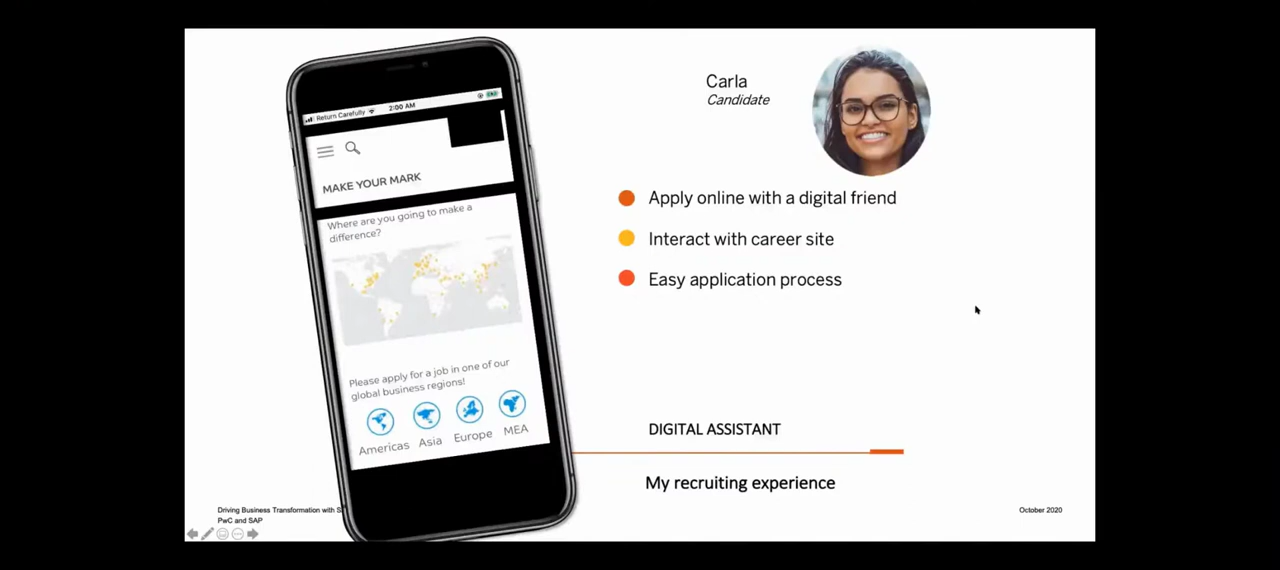 Return Carefully
2:00 AM
MAKE YOUR MARK
Where are you going to make a
difference?
Please apply for a job in one of our
global business regions!
Americas
Asia
Europe
MEA
Carla
Candidate
Apply online with a digital friend
Interact with career site
Easy application process
DIGITAL ASSISTANT
My recruiting experience
Driving Business Transformation with S
PwC and SAP
October 2020